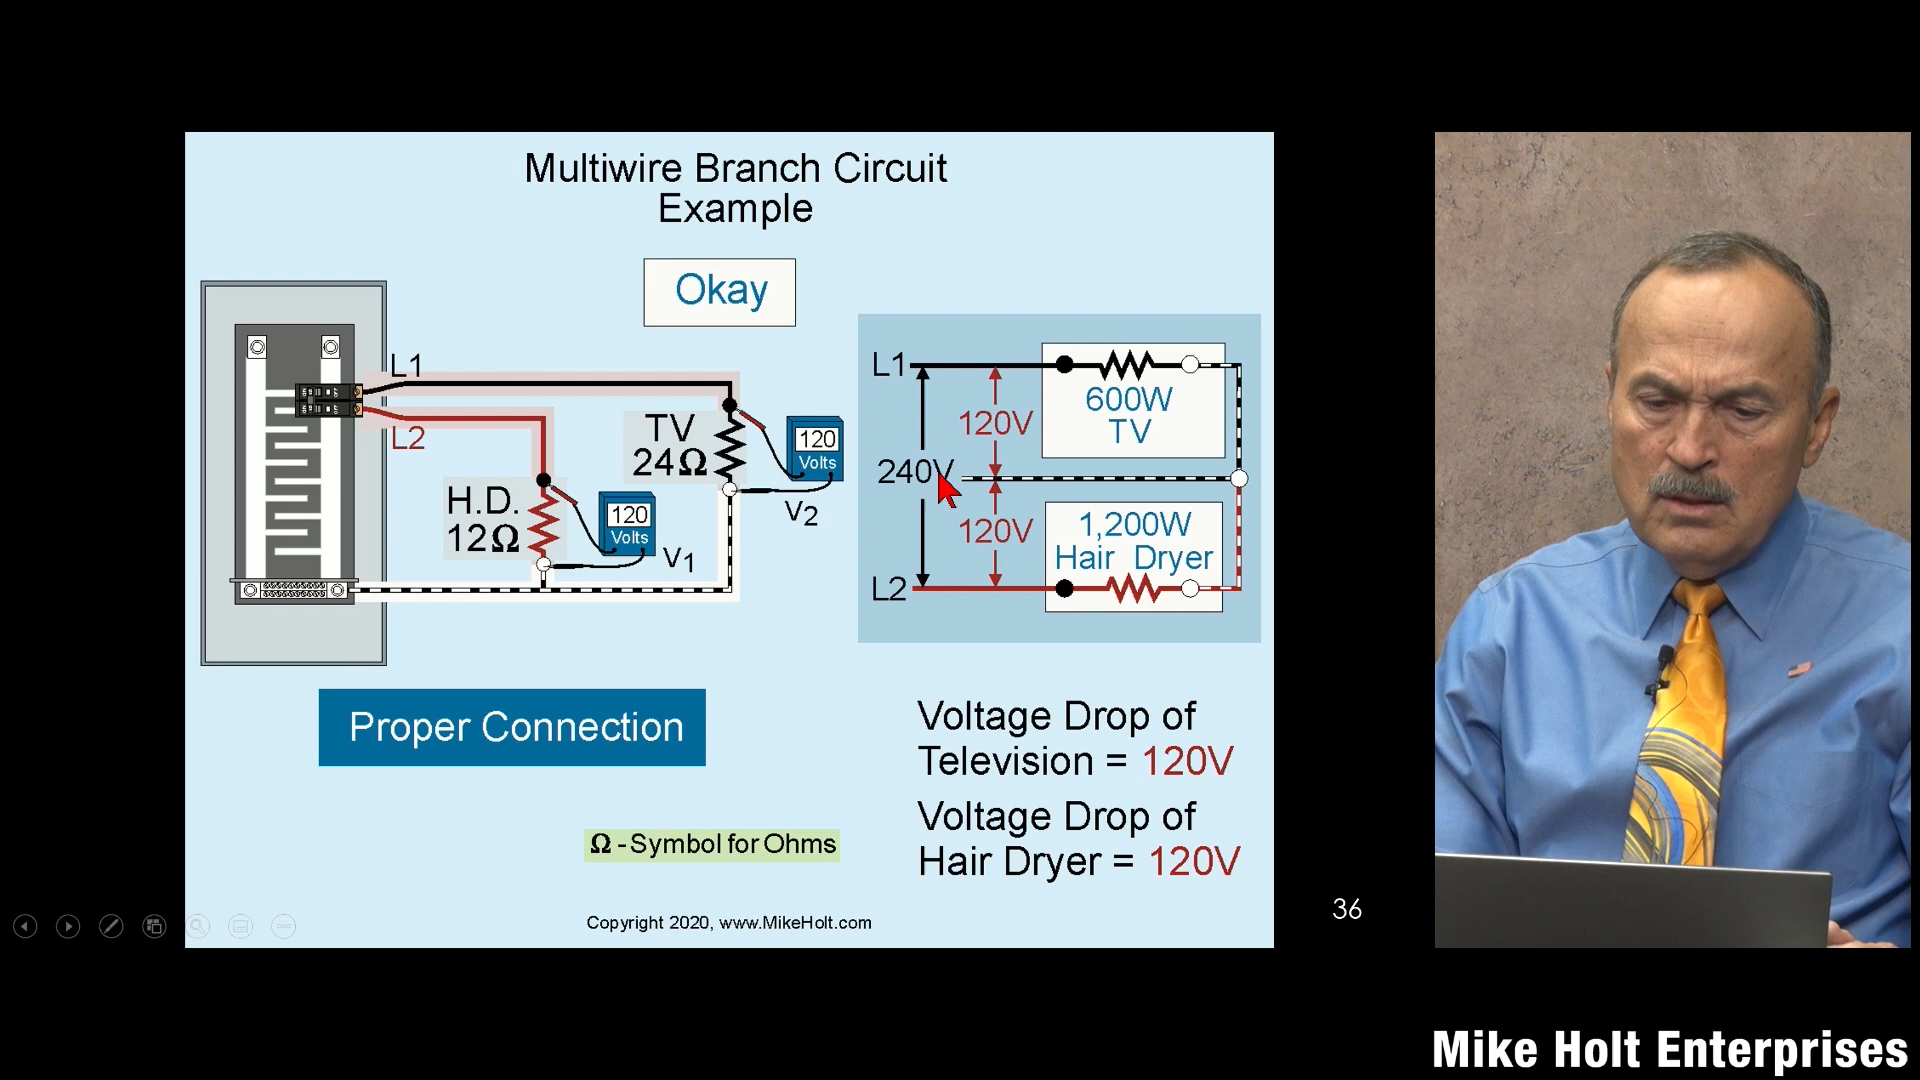 Multiwire Branch Circuit
Example
Okay
L1
L2
TV
24Ω
120
Volts
V2
H.D.
12Ω
120
Volts
V1
L1
600W
TV
120V
240V
120V
1,200W
Hair Dryer
L2
Proper Connection
Voltage Drop of
Television = 120V
Voltage Drop of
Hair Dryer = 120V
Ω - Symbol for Ohms
36
Copyright 2020, www.MikeHolt.com
Mike Holt Enterprises